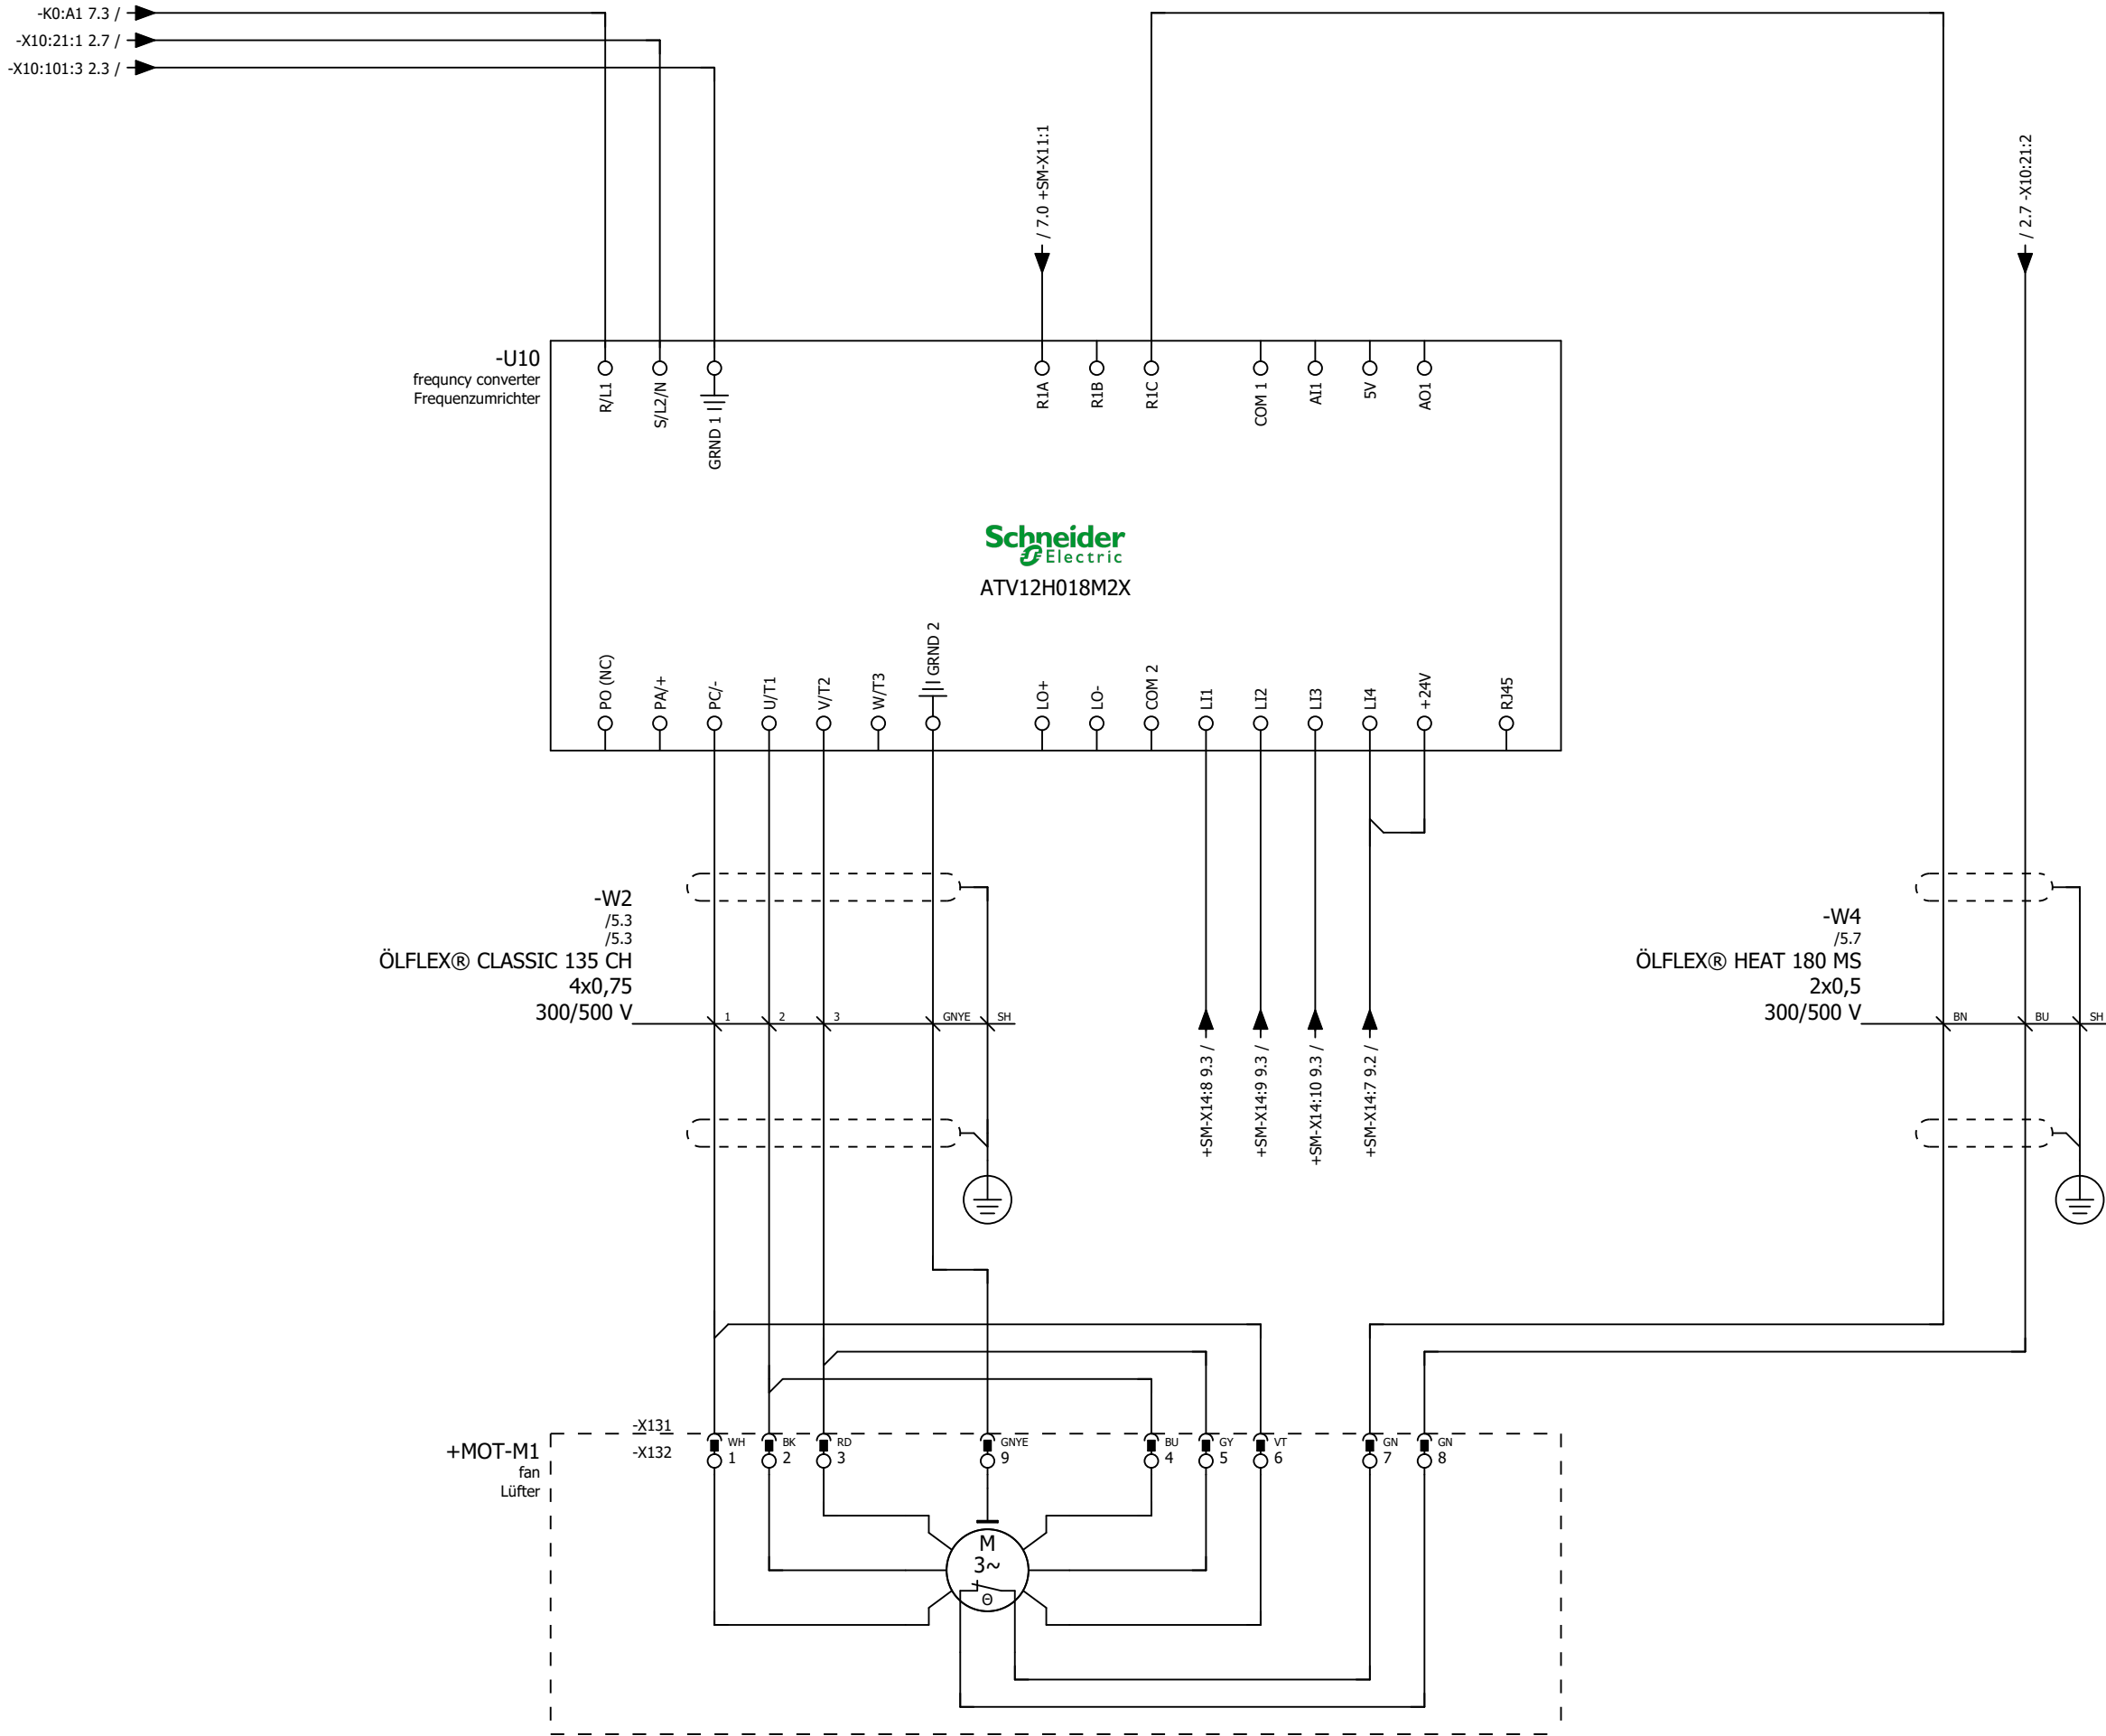 -K0:A1 7.3 /
-X10:21:1 2.7 /
-X10:101:3 2.3 /
/ 7.0 +SM-X11:1
/ 2.7 -X10:21:2
-U10
frequncy converter
Frequenzumrichter
R/L1
S/L2/N
GRND 1
R1A
R1B
R1C
COM 1
AI1
5V
AO1
Schneider
Electric
ATV12H018M2X
PO (NC)
PA/+
PC/-
U/T1
V/T2
W/T3
GRND 2
LO+
LO-
COM 2
LI1
LI2
LI3
LI4
+24V
RJ45
-W2
/5.3
/5.3
ÖLFLEX® CLASSIC 135 CH
4x0,75
300/500 V
1
2
3
GNYE
SH
+SM-X14:8 9.3 /
+SM-X14:9 9.3 /
+SM-X14:10 9.3 /
+SM-X14:7 9.2 /
-W4
/5.7
ÖLFLEX® HEAT 180 MS
2x0,5
300/500 V
BN
BU
SH
-X131
-X132
+MOT-M1
fan
Lüfter
WH
1
BK
2
RD
3
GNYE
9
BU
4
GY
5
VT
6
GN
7
GN
8
M
3~
Θ